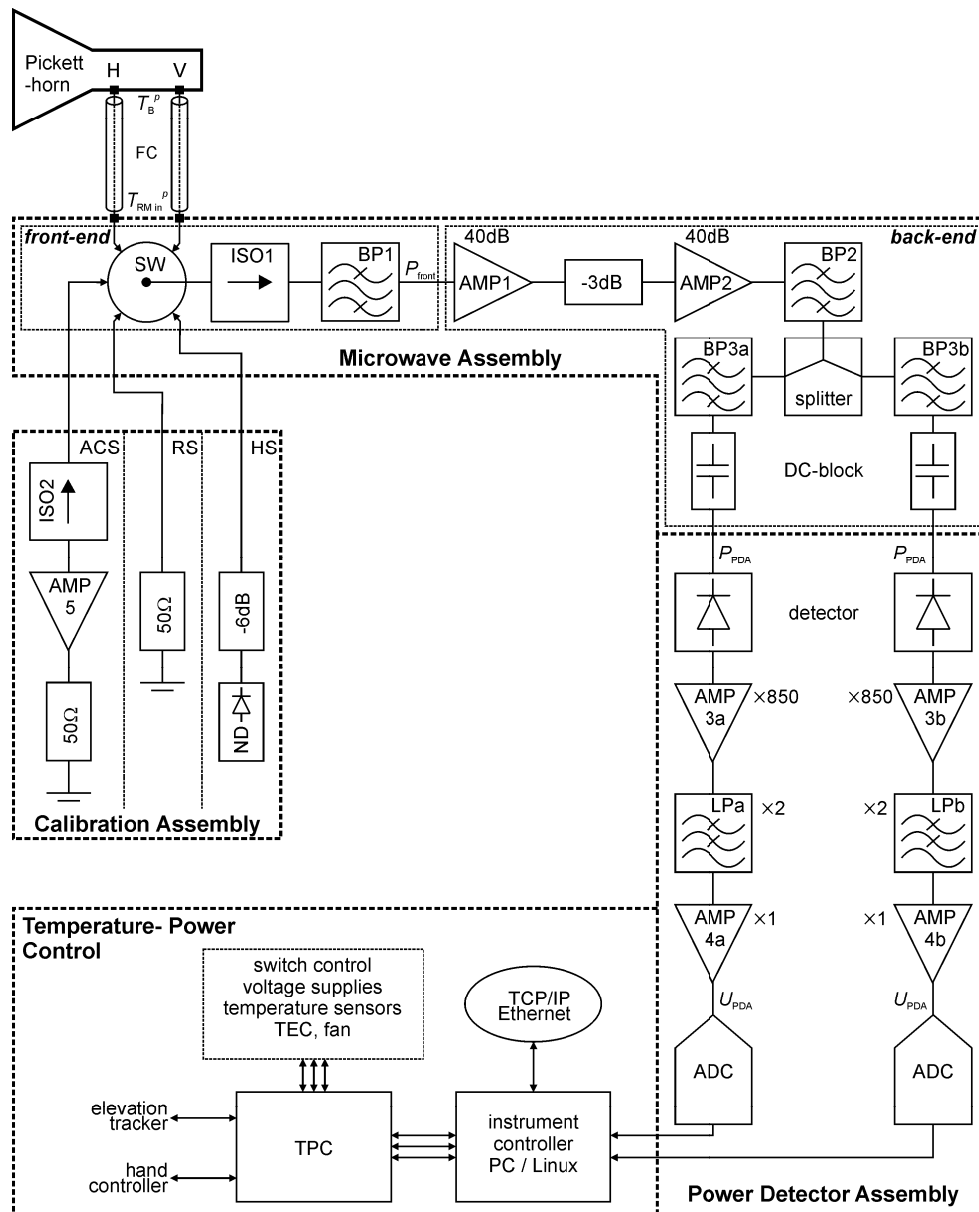 Pickett
-horn
H
V
T_B^p
FC
T_RM in^p
front-end
SW
ISO1
BP1
P_front
40dB
AMP1
-3dB
40dB
AMP2
back-end
BP2
Microwave Assembly
BP3a
splitter
BP3b
DC-block
ACS
RS
HS
ISO2
AMP
5
50Ω
50Ω
-6dB
ND
Calibration Assembly
P_PDA
P_PDA
detector
AMP
3a
×850
×850
AMP
3b
LPa
×2
×2
LPb
AMP
4a
×1
×1
AMP
4b
U_PDA
U_PDA
ADC
ADC
Power Detector Assembly
Temperature- Power
Control
switch control
voltage supplies
temperature sensors
TEC, fan
TCP/IP
Ethernet
elevation
tracker
hand
controller
TPC
instrument
controller
PC / Linux